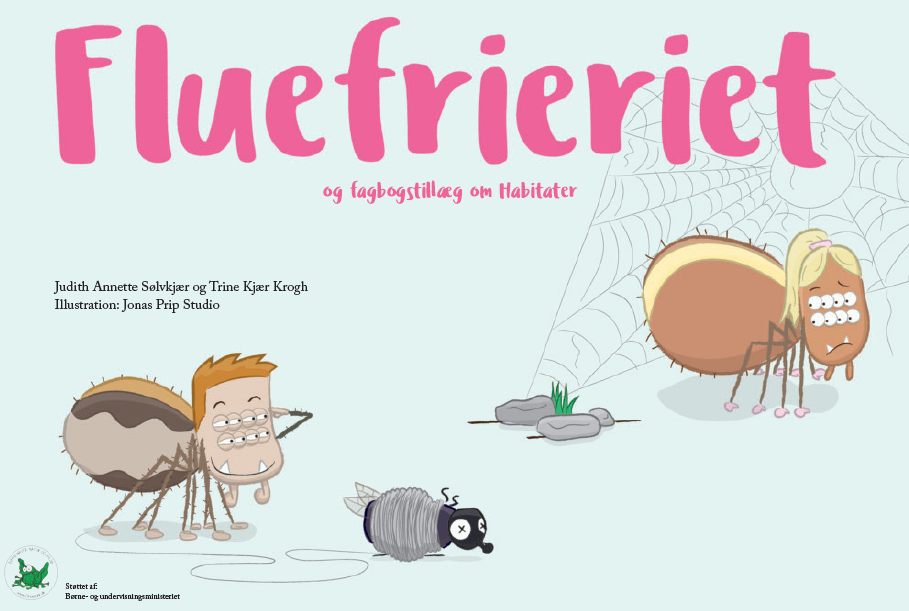 Fluefrieriet
og fagbogstillæg om Habitater
Judith Annette Sølvkjær og Trine Kjær Krogh
Illustration: Jonas Prip Studio
Støttet af:
Børne- og undervisningsministeriet